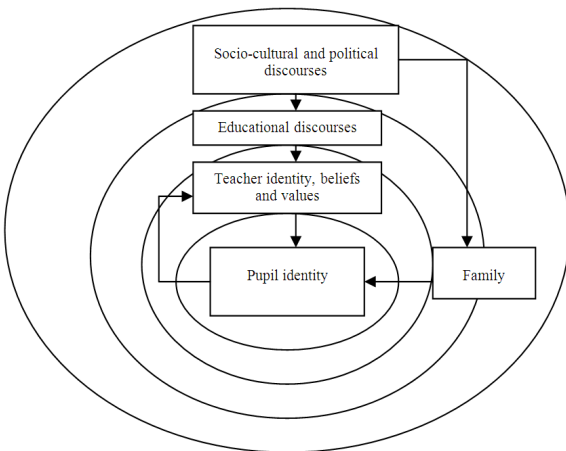 Socio-cultural and political
discourses
Educational discourses
Teacher identity, beliefs
and values
Pupil identity
Family